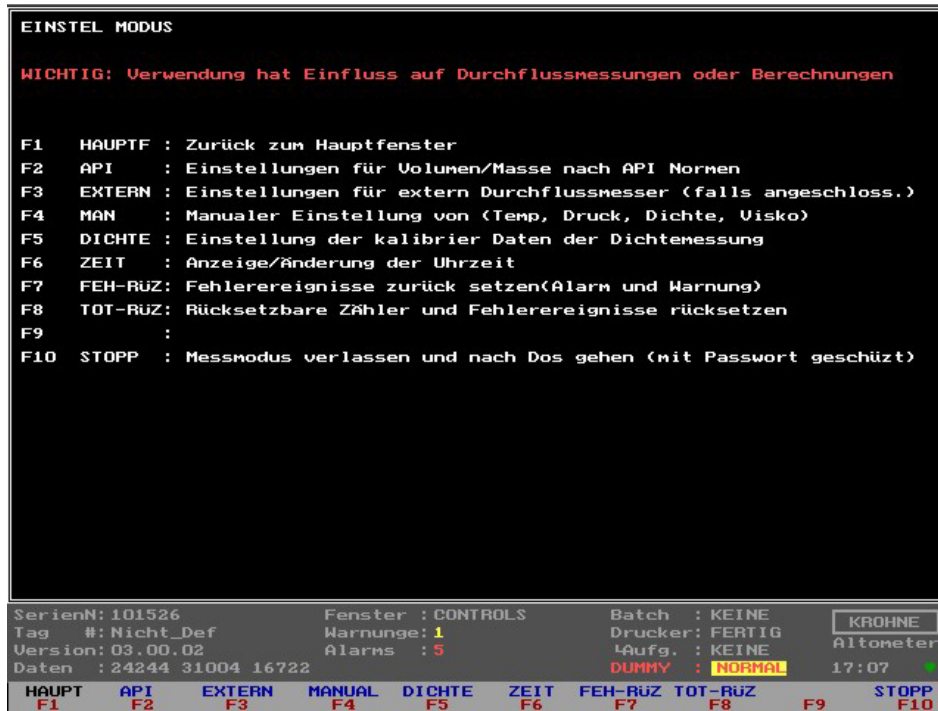 EINSTEL MODUS
WICHTIG: Verwendung hat Einfluss auf Durchflussmessungen oder Berechnungen
F1 HAUPTF : Zurück zum Hauptfenster
F2 API : Einstellungen für Volumen/Masse nach API Normen
F3 EXTERN : Einstellungen für extern Durchflussmesser (falls angeschloss.)
F4 MAN : Manualer Einstellung von (Temp, Druck, Dichte, Visko)
F5 DICHTE : Einstellung der kalibrier Daten der Dichtemessung
F6 ZEIT : Anzeige/Änderung der Uhrzeit
F7 FEH-RüZ: Fehlerereignisse zurück setzen(Alarm und Warnung)
F8 TOT-RüZ: Rücksetzbare Zähler und Fehlerereignisse rücksetzen
F9 :
F10 STOPP : Messmodus verlassen und nach Dos gehen (mit Passwort geschüzt)
SerienN: 101526 Fenster : CONTROLS Batch : KEINE KROHNE
Tag #: Nicht_Def Warnunge: 1 Drucker: FERTIG
Version: 03.00.02 Alarms : 5 └Aufg. : KEINE Altometer
Daten : 24244 31004 16722 DUMMY : NORMAL 17:07
HAUPT API EXTERN MANUAL DICHTE ZEIT FEH-RüZ TOT-RüZ STOPP
F1 F2 F3 F4 F5 F6 F7 F8 F9 F10